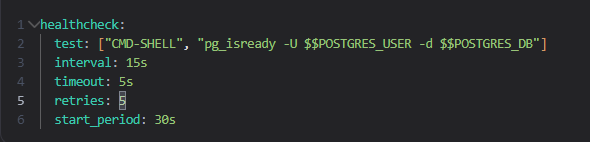 1 healthcheck:
2 test: ["CMD-SHELL", "pg_isready -U $$POSTGRES_USER -d $$POSTGRES_DB"]
3 interval: 15s
4 timeout: 5s
5 retries: 5
6 start_period: 30s